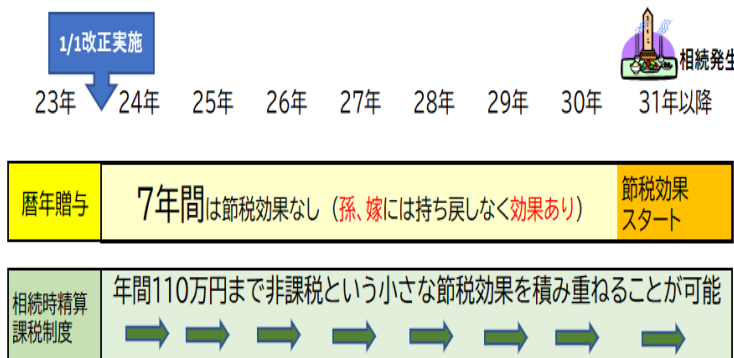 1/1改正実施
相続発生
23年 24年 25年 26年 27年 28年 29年 30年 31年以降
暦年贈与
7年間は節税効果なし（孫、嫁には持ち戻しなく効果あり）
節税効果
スタート
相続時精算
課税制度
年間110万円まで非課税という小さな節税効果を積み重ねることが可能